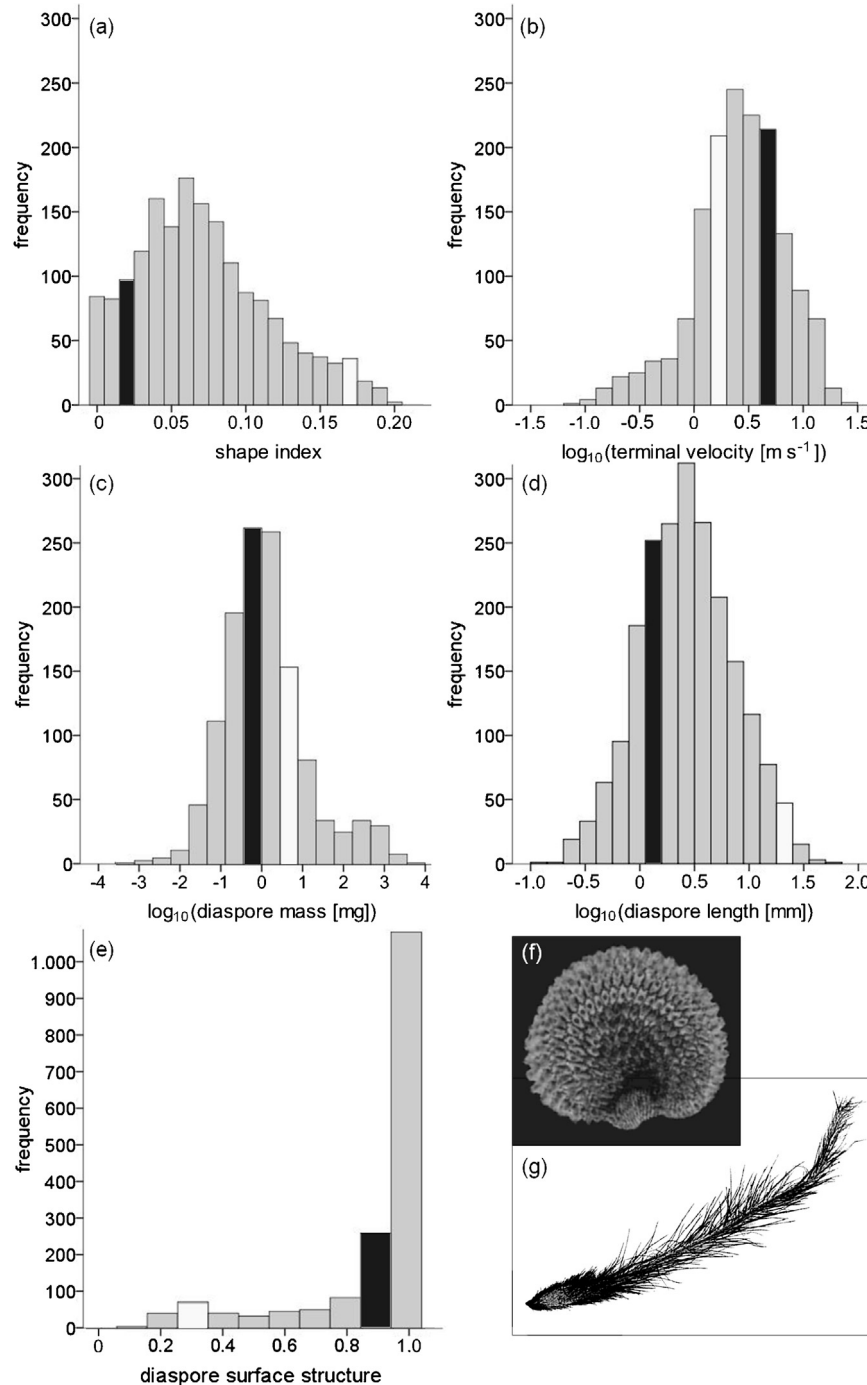 (a)
300
250
200
150
100
50
0
frequency
0 0.05 0.10 0.15 0.20
shape index
(b)
300
250
200
150
100
50
0
frequency
-1.5 -1.0 -0.5 0 0.5 1.0 1.5
log₁₀(terminal velocity [m s⁻¹])
(c)
300
250
200
150
100
50
0
frequency
-4 -3 -2 -1 0 1 2 3 4
log₁₀(diaspore mass [mg])
(d)
300
250
200
150
100
50
0
frequency
-1.0 -0.5 0 0.5 1.0 1.5 2.0
log₁₀(diaspore length [mm])
(e)
1.000
900
800
700
600
500
400
300
200
100
0
frequency
0 0.2 0.4 0.6 0.8 1.0
diaspore surface structure
(f)
(g)